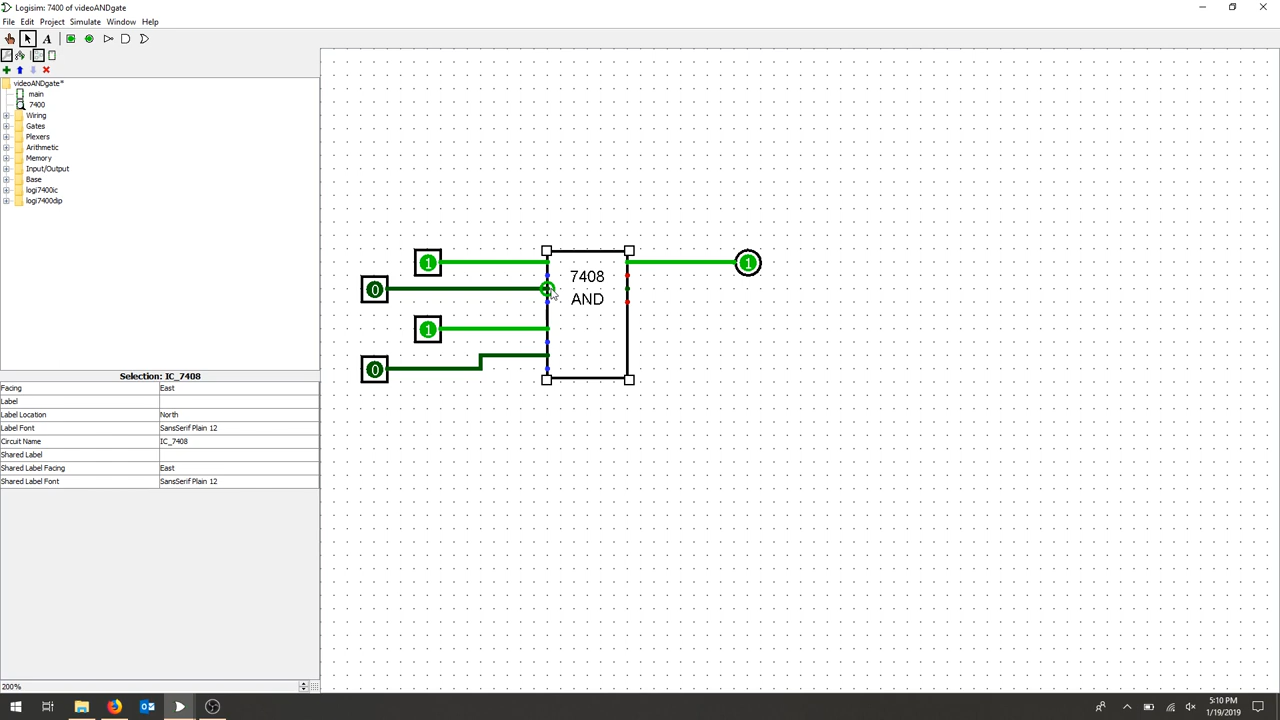 Logisim: 7400 of videoANDgate
File Edit Project Simulate Window Help
A
videoANDgate*
main
7400
Wiring
Gates
Plexers
Arithmetic
Memory
Input/Output
Base
logi7400ic
logi7400dip
1
0
1
0
7408
AND
1
Selection: IC_7408
Facing East
Label
Label Location North
Label Font SansSerif Plain 12
Circuit Name IC_7408
Shared Label
Shared Label Facing East
Shared Label Font SansSerif Plain 12
200%
5:10 PM
1/19/2019